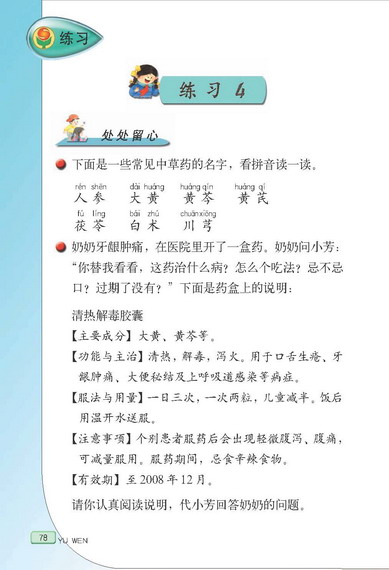 练习
练习 4
处处留心
下面是一些常见中草药的名字，看拼音读一读。
rén shēn dài huáng huáng qín huáng qí
人参 大黄 黄芩 黄芪
fú líng bái zhú chuānxiōng
茯苓 白术 川芎
奶奶牙龈肿痛，在医院里开了一盒药。奶奶问小芳：
“你替我看看，这药治什么病？怎么个吃法？忌不忌
口？过期了没有？”下面是药盒上的说明：
清热解毒胶囊
【主要成分】大黄、黄芩等。
【功能与主治】清热，解毒，泻火。用于口舌生疮、牙
龈肿痛、大便秘结及上呼吸道感染等病症。
【服法与用量】一日三次，一次两粒，儿童减半。饭后
用温开水送服。
【注意事项】个别患者服药后会出现轻微腹泻、腹痛，
可减量服用。服药期间，忌食辛辣食物。
【有效期】至2008年12月。
请你认真阅读说明，代小芳回答奶奶的问题。
78 YU WEN